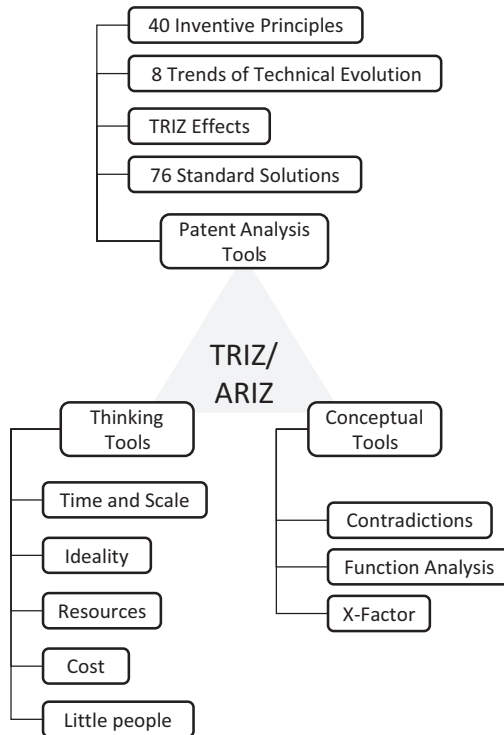 40 Inventive Principles
8 Trends of Technical Evolution
TRIZ Effects
76 Standard Solutions
Patent Analysis
Tools
TRIZ/
ARIZ
Thinking
Tools
Time and Scale
Ideality
Resources
Cost
Little people
Conceptual
Tools
Contradictions
Function Analysis
X-Factor